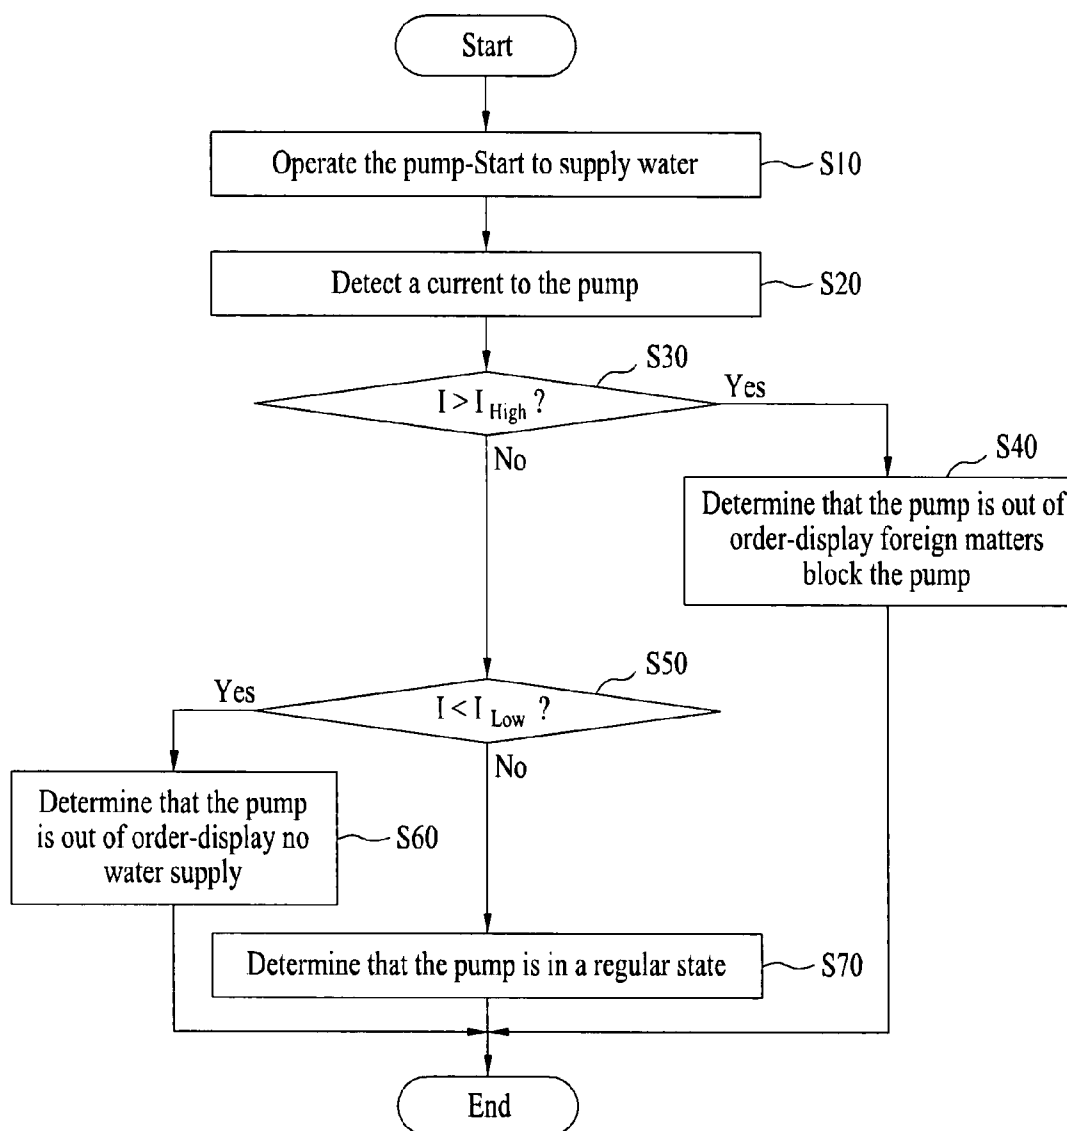 Start
Operate the pump-Start to supply water
S10
Detect a current to the pump
S20
S30
I > I High ?
Yes
No
S40
Determine that the pump is out of
order-display foreign matters
block the pump
S50
Yes
I < I Low ?
No
Determine that the pump
is out of order-display no
water supply
S60
Determine that the pump is in a regular state
S70
End